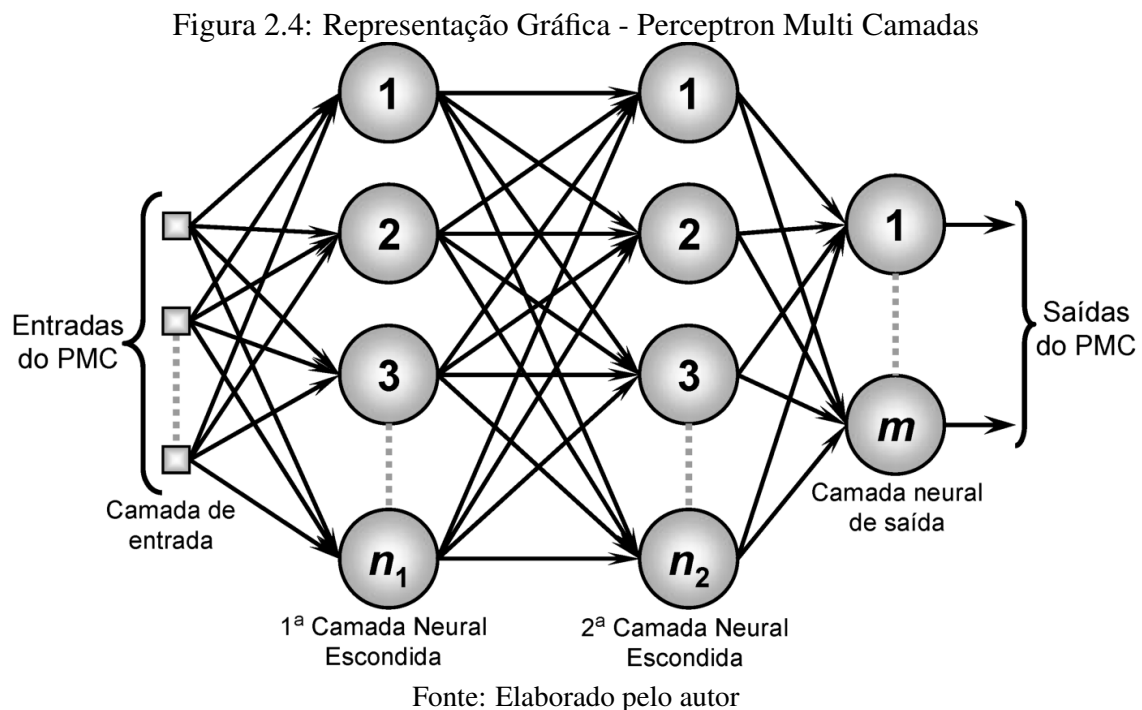 Figura 2.4: Representação Gráfica - Perceptron Multi Camadas
1
2
3
n1
1ª Camada Neural
Escondida
1
2
3
n2
2ª Camada Neural
Escondida
1
m
Camada neural
de saída
Entradas
do PMC
Camada de
entrada
Saídas
do PMC
Fonte: Elaborado pelo autor